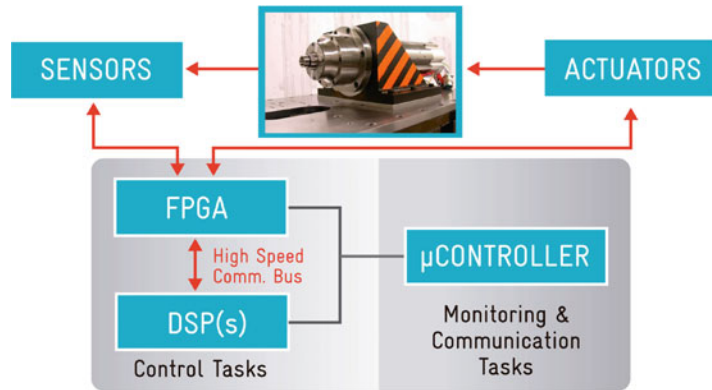 SENSORS
ACTUATORS
FPGA
High Speed
Comm. Bus
µCONTROLLER
DSP(s)
Monitoring &
Communication
Tasks
Control Tasks